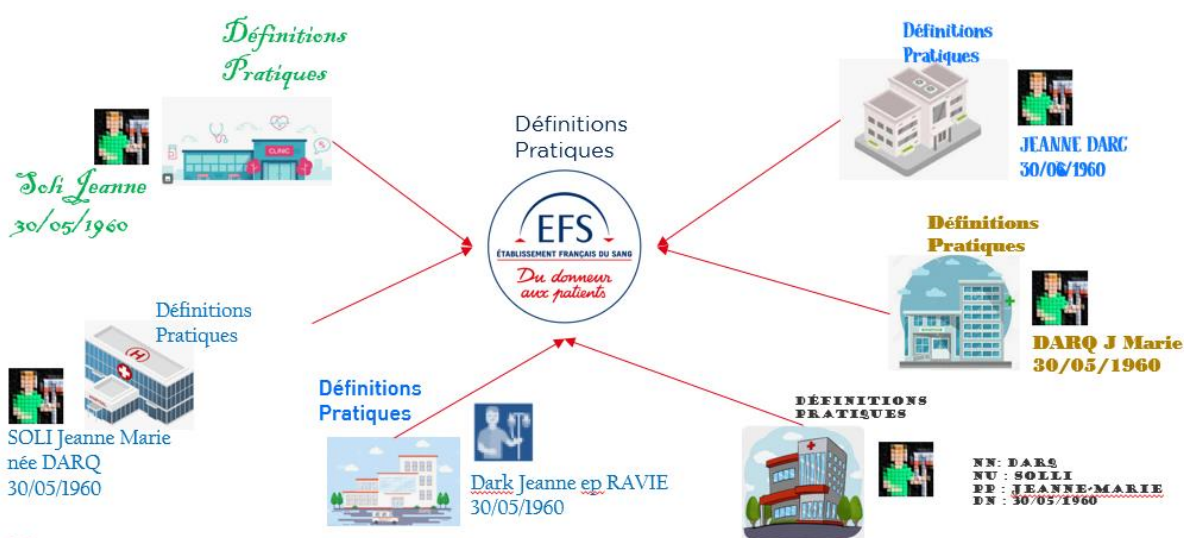 Définitions
Pratiques
CLINIC
Soli Jeanne
30/05/1960
Définitions
Pratiques
H
SOLI Jeanne Marie
née DARQ
30/05/1960
Définitions
Pratiques
EFS
ÉTABLISSEMENT FRANÇAIS DU SANG
Du donneur
aux patients
Définitions
Pratiques
Dark Jeanne ep RAVIE
30/05/1960
DÉFINITIONS
PRATIQUES
NN: DARQ
NU : SOLLI
PP : JEANNE-MARIE
DN : 30/05/1960
Définitions
Pratiques
JEANNE DARC
30/06/1960
Définitions
Pratiques
DARQ J Marie
30/05/1960